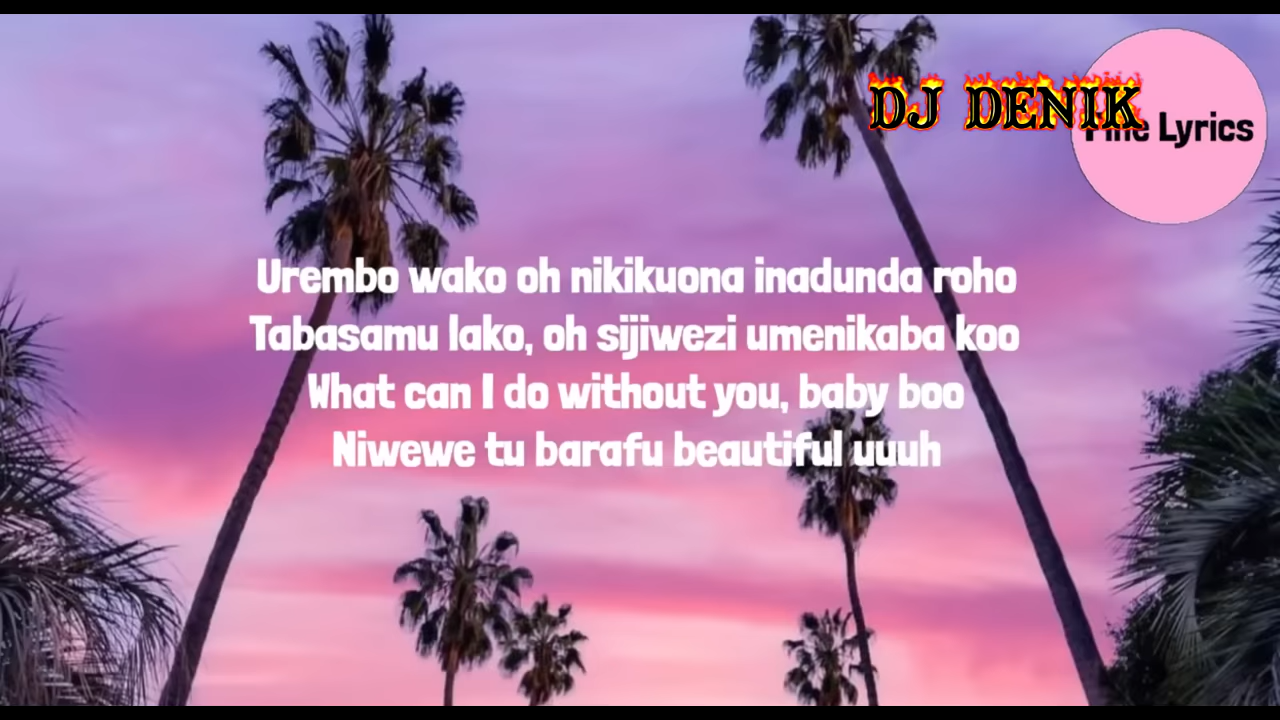 DJ DENIK
Lyrics
Urembo wako oh nikikuona inadunda roho
Tabasamu lako, oh sijiwezi umenikaba koo
What can I do without you, baby boo
Niwewe tu barafu beautiful uuuh